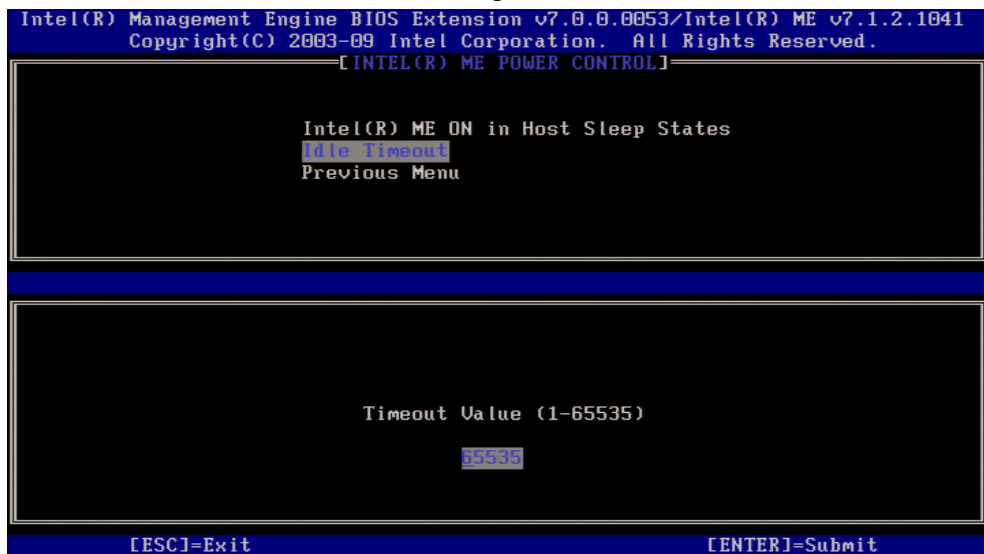 Intel(R) Management Engine BIOS Extension v7.0.0.0053/Intel(R) ME v7.1.2.1041
Copyright(C) 2003-09 Intel Corporation. All Rights Reserved.
[INTEL(R) ME POWER CONTROL]
Intel(R) ME ON in Host Sleep States
Idle Timeout
Previous Menu
Timeout Value (1-65535)
65535
[ESC]=Exit [ENTER]=Submit